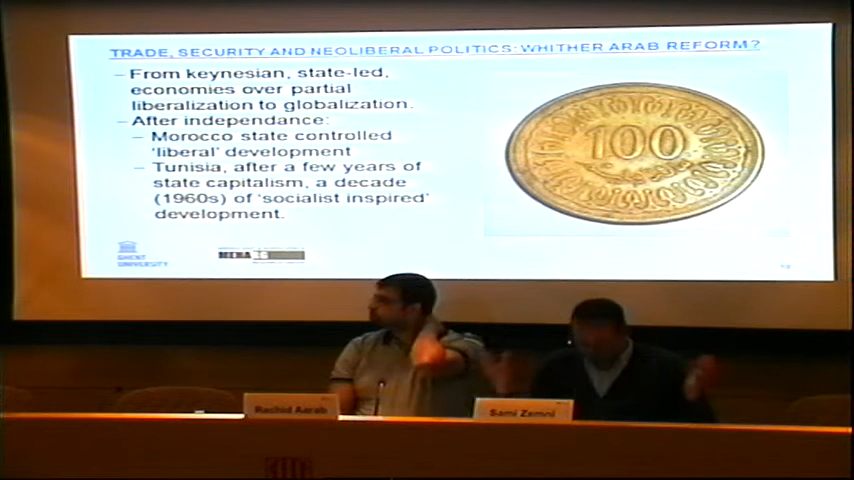 TRADE, SECURITY AND NEOLIBERAL POLITICS: WHITHER ARAB REFORM?
– From keynesian, state-led,
economies over partial
liberalization to globalization.
– After independance:
– Morocco state controlled
'liberal' development
– Tunisia, after a few years of
state capitalism, a decade
(1960s) of 'socialist inspired'
development.
100
GHENT
UNIVERSITY
MENA
Rachid Aarab
Sami Zemni